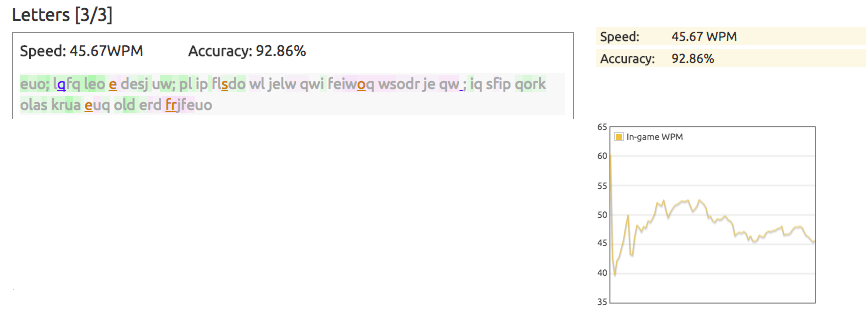 Letters [3/3]
Speed: 45.67WPM Accuracy: 92.86%
euo; lqfq leo e desj uw; pl ip flsdo wl jelw qwi feiwoq wsodr je qw ; iq sfip qork
olas krua euq old erd frjfeuo
Speed: 45.67 WPM
Accuracy: 92.86%
In-game WPM
65
60
55
50
45
40
35